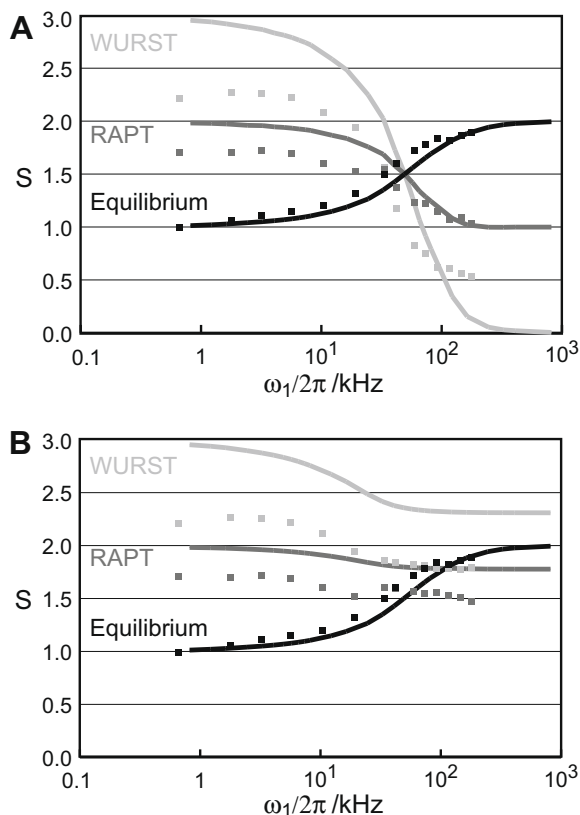 A
3.0
WURST
2.5
2.0
RAPT
S
1.5
Equilibrium
1.0
0.5
0.0
0.1 1 10¹ 10² 10³
ω₁/2π /kHz
B
3.0
WURST
2.5
2.0
RAPT
S
1.5
Equilibrium
1.0
0.5
0.0
0.1 1 10¹ 10² 10³
ω₁/2π /kHz